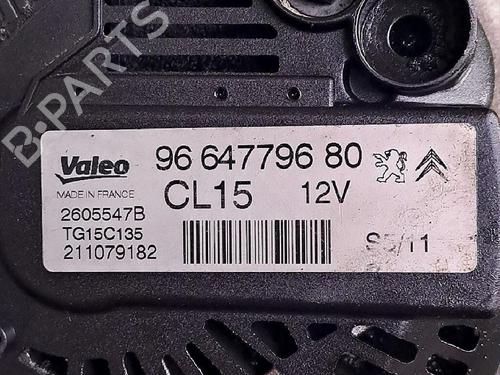 B-PARTS
Valeo
96 647796 80
MADE IN FRANCE
CL15 12V
2605547B
TG15C135
211079182